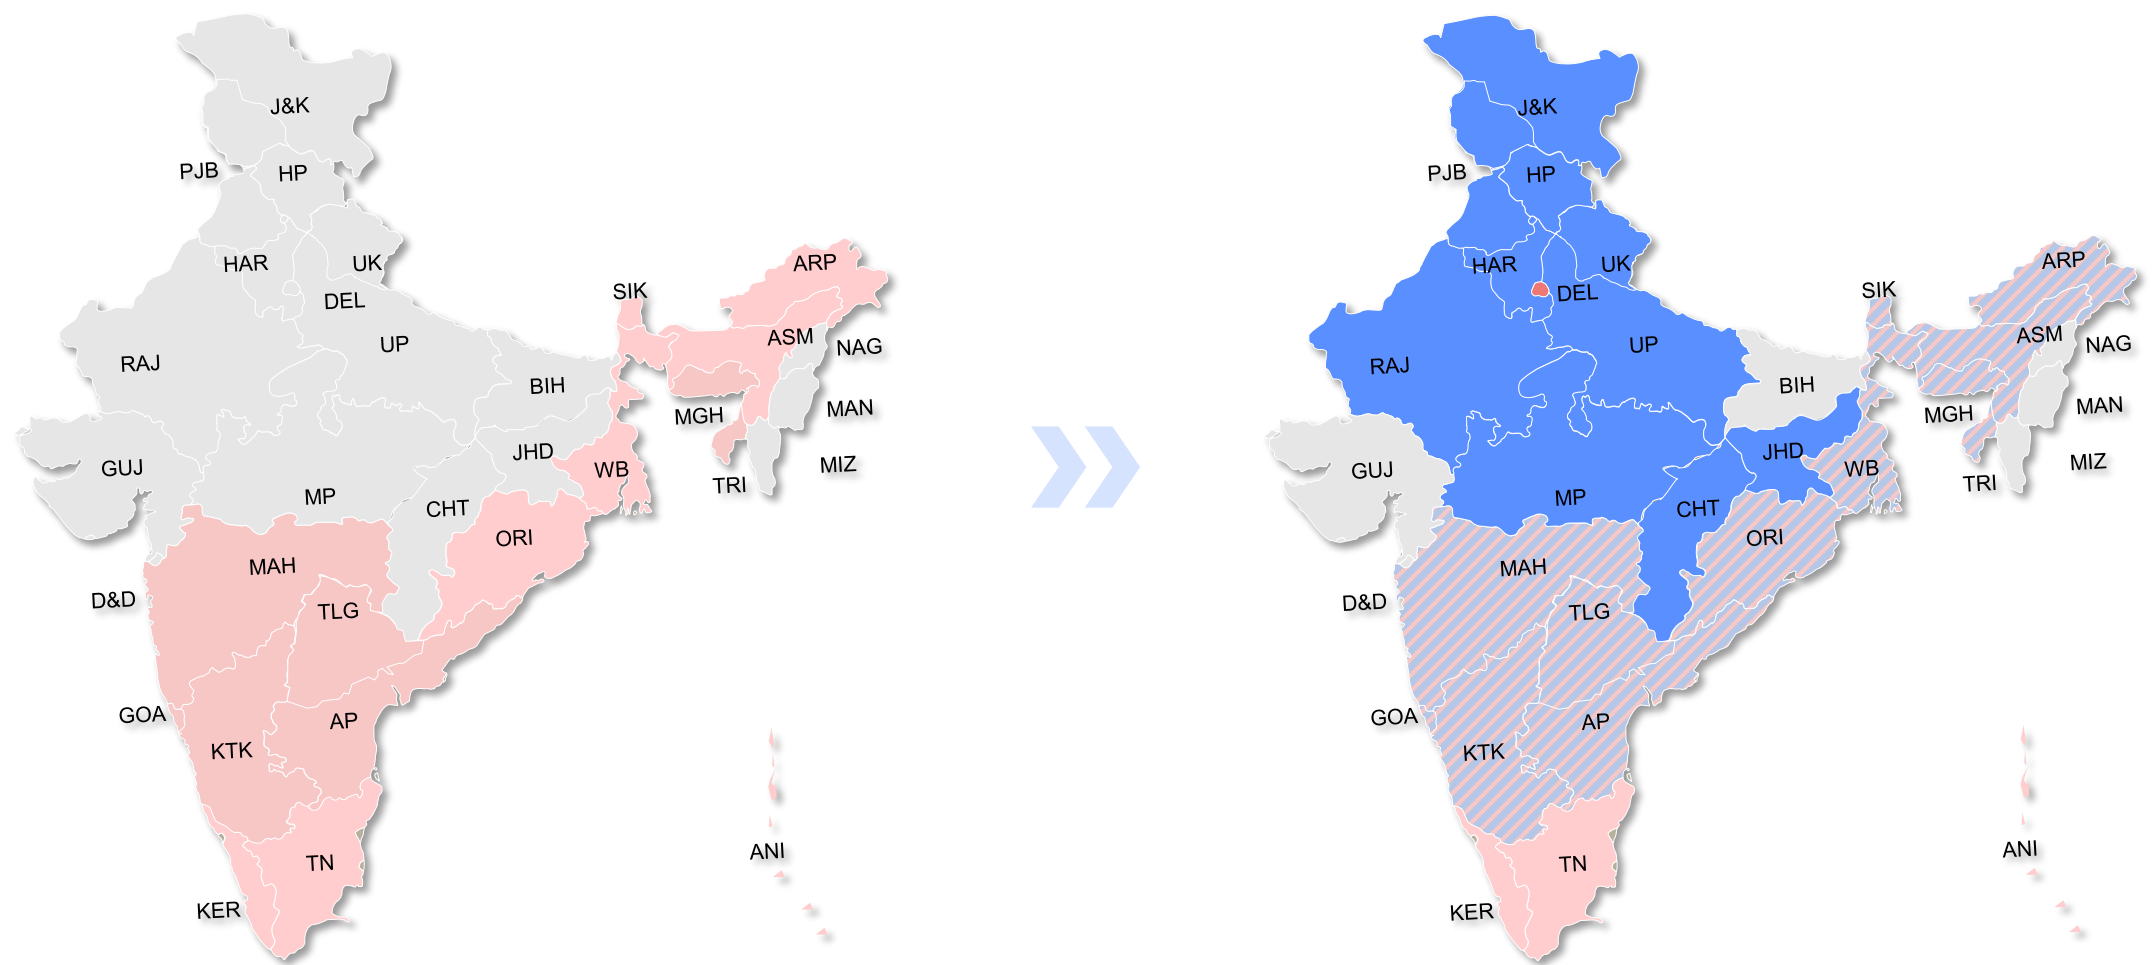 J&K
PJB
HP
HAR
UK
DEL
SIK
ARP
RAJ
UP
ASM
NAG
BIH
MGH
MAN
GUJ
JHD
WB
MIZ
TRI
MP
CHT
ORI
MAH
D&D
TLG
GOA
AP
KTK
ANI
TN
KER
J&K
PJB
HP
HAR
UK
DEL
SIK
ARP
RAJ
UP
ASM
NAG
BIH
MGH
MAN
GUJ
JHD
WB
MIZ
TRI
MP
CHT
ORI
MAH
D&D
TLG
GOA
AP
KTK
ANI
TN
KER